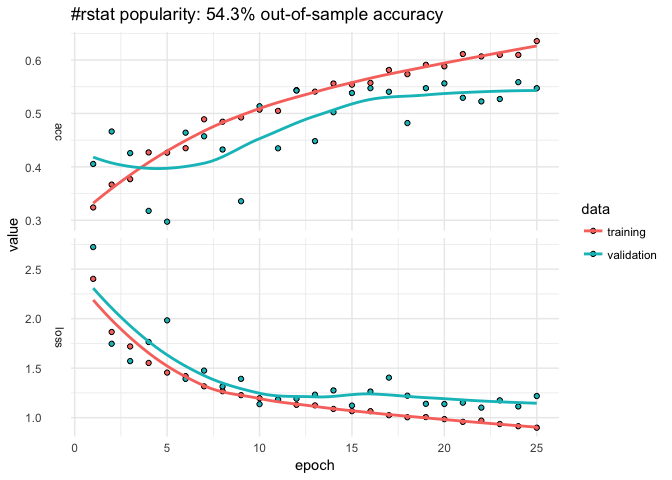 #rstat popularity: 54.3% out-of-sample accuracy
0.6
0.5
0.4
0.3
acc
2.5
2.0
1.5
1.0
loss
value
0
5
10
15
20
25
epoch
data
training
validation